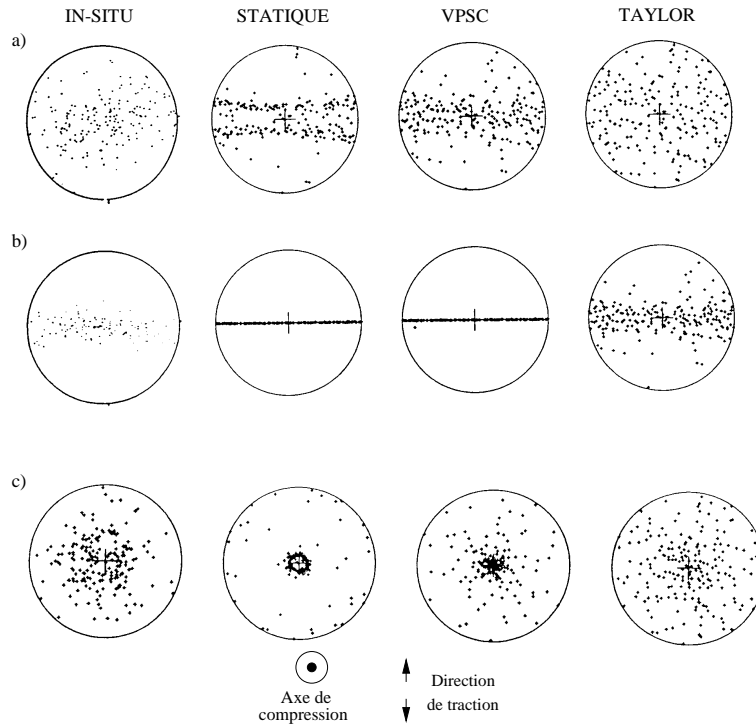 IN-SITU STATIQUE VPSC TAYLOR
a)
b)
c)
Axe de
compression
Direction
de traction